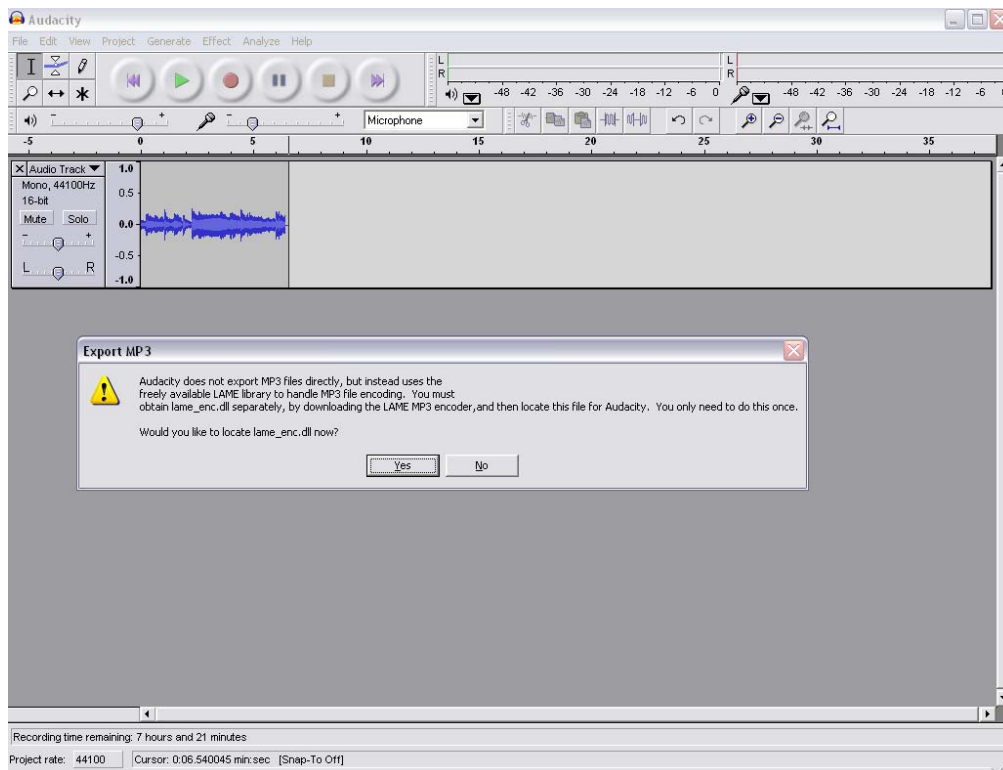 Audacity
File Edit View Project Generate Effect Analyze Help
L
R
-48 -42 -36 -30 -24 -18 -12 -6 0
L
R
-48 -42 -36 -30 -24 -18 -12 -6
- +
- +
Microphone
-5 0 5 10 15 20 25 30 35
X Audio Track
Mono, 44100Hz
16-bit
Mute Solo
- +
L R
1.0
0.5
0.0
-0.5
-1.0
Export MP3
Audacity does not export MP3 files directly, but instead uses the
freely available LAME library to handle MP3 file encoding. You must
obtain lame_enc.dll separately, by downloading the LAME MP3 encoder,and then locate this file for Audacity. You only need to do this once.
Would you like to locate lame_enc.dll now?
Yes No
Recording time remaining: 7 hours and 21 minutes
Project rate: 44100 Cursor: 0:06.540045 min:sec [Snap-To Off]